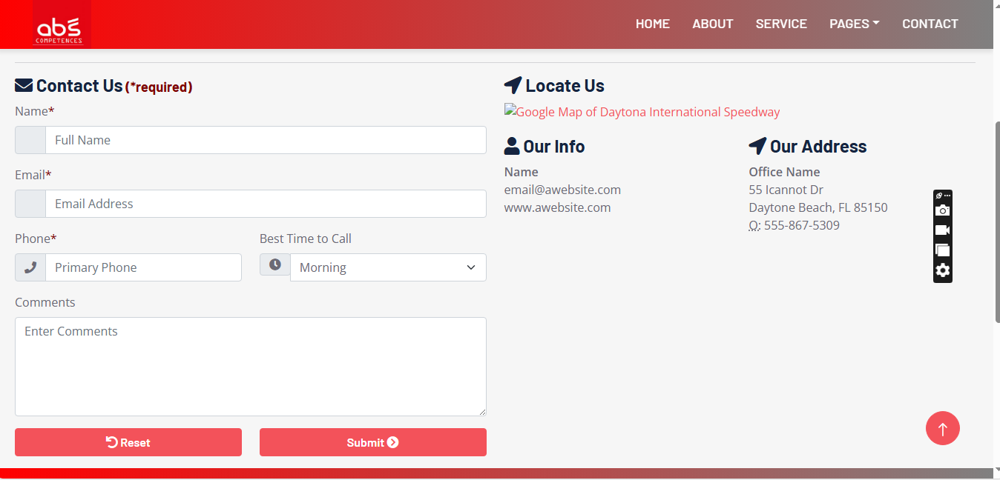 abs
COMPETENCES
HOME ABOUT SERVICE PAGES CONTACT
Contact Us (*required)
Name*
Full Name
Email*
Email Address
Phone*
Primary Phone
Best Time to Call
Morning
Comments
Enter Comments
Reset
Submit
Locate Us
Google Map of Daytona International Speedway
Our Info
Name
email@awebsite.com
www.awebsite.com
Our Address
Office Name
55 Icannot Dr
Daytone Beach, FL 85150
O: 555-867-5309